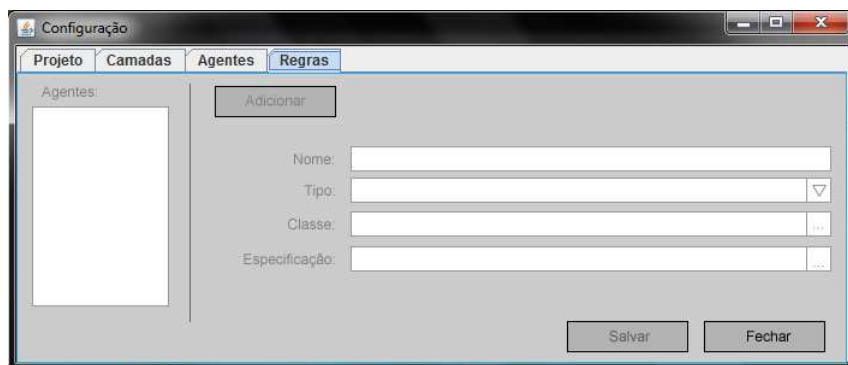 Configuração
Projeto Camadas Agentes Regras
Agentes:
Adicionar
Nome:
Tipo:
Classe:
...
Especificação:
...
Salvar Fechar